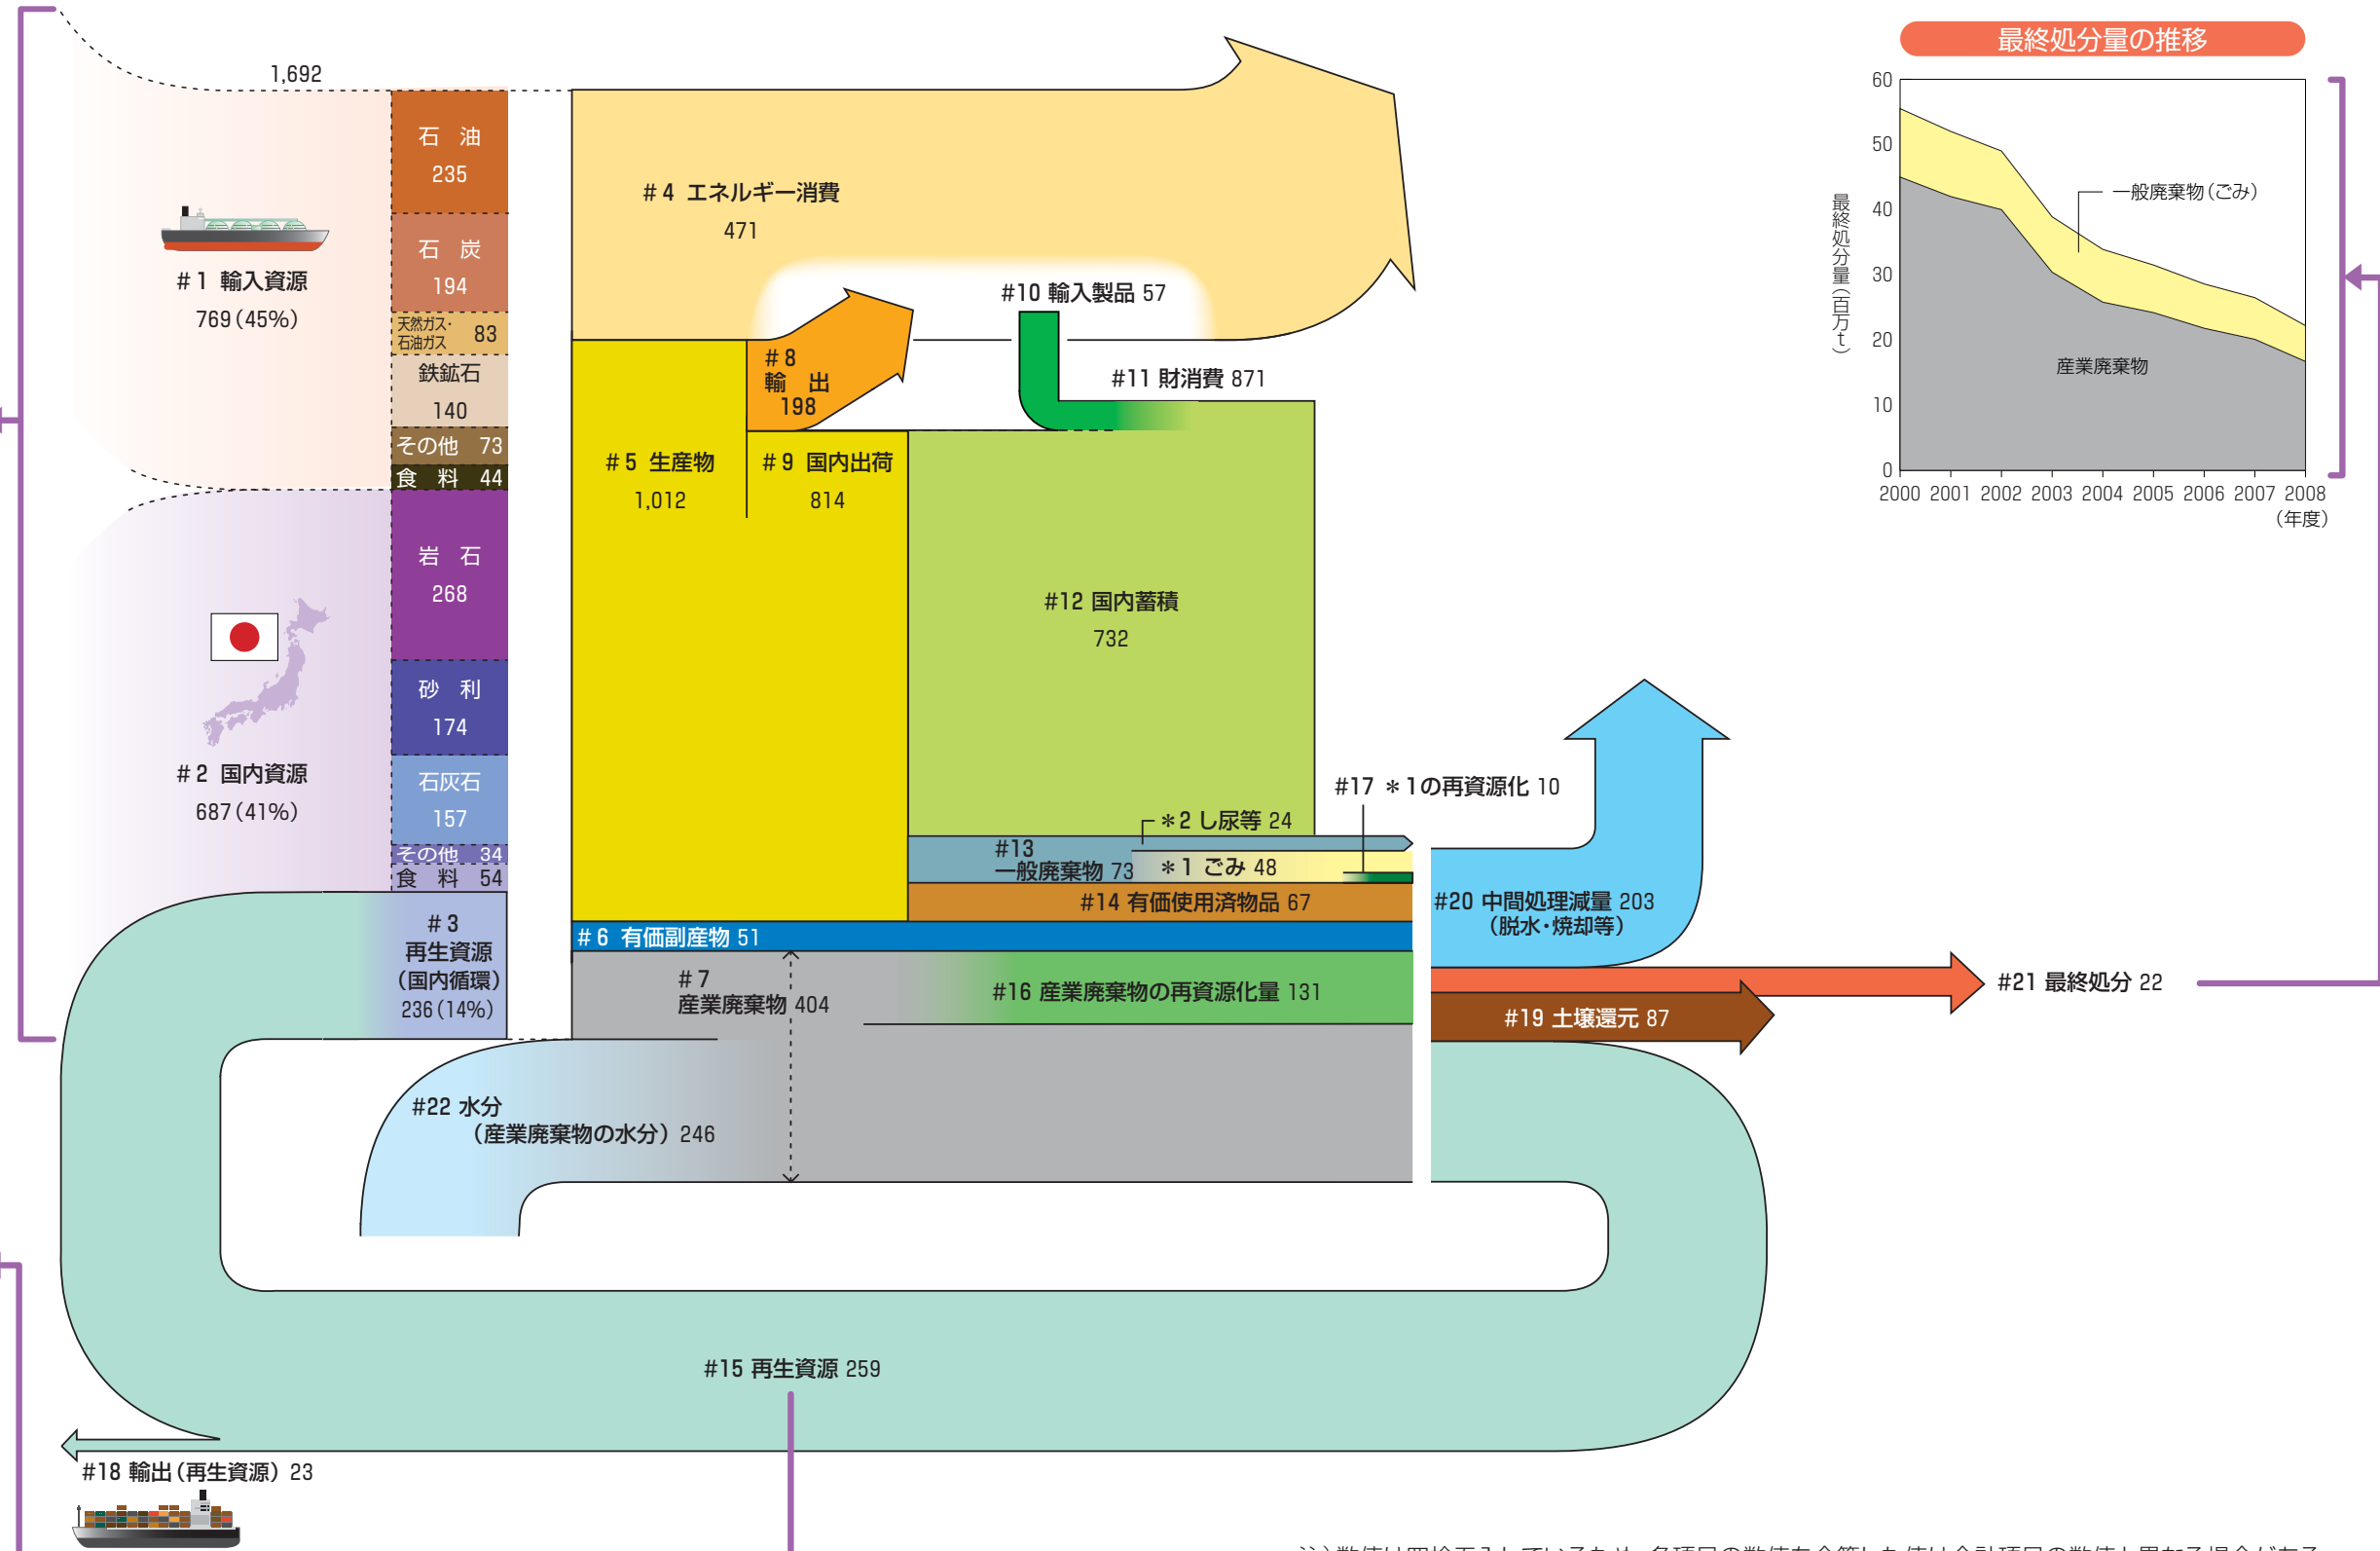 1,692
石 油
235
石 炭
194
天然ガス・
石油ガス 83
鉄鉱石
140
その他 73
食 料 44
#1 輸入資源
769(45%)
岩 石
268
砂 利
174
石灰石
157
その他 34
食 料 54
#2 国内資源
687(41%)
#3
再生資源
(国内循環)
236(14%)
#4 エネルギー消費
471
#8
輸 出
198
#10 輸入製品 57
#11 財消費 871
#5 生産物
1,012
#9 国内出荷
814
#12 国内蓄積
732
#17 *1の再資源化 10
*2 し尿等 24
#13
一般廃棄物 73
*1 ごみ 48
#14 有価使用済物品 67
#6 有価副産物 51
#7
産業廃棄物 404
#16 産業廃棄物の再資源化量 131
#20 中間処理減量 203
(脱水・焼却等)
#21 最終処分 22
#19 土壌還元 87
#22 水分
(産業廃棄物の水分) 246
#15 再生資源 259
#18 輸出(再生資源) 23
最終処分量の推移
最終処分量(百万t)
60
50
40
30
20
10
0
一般廃棄物(ごみ)
産業廃棄物
2000 2001 2002 2003 2004 2005 2006 2007 2008
(年度)